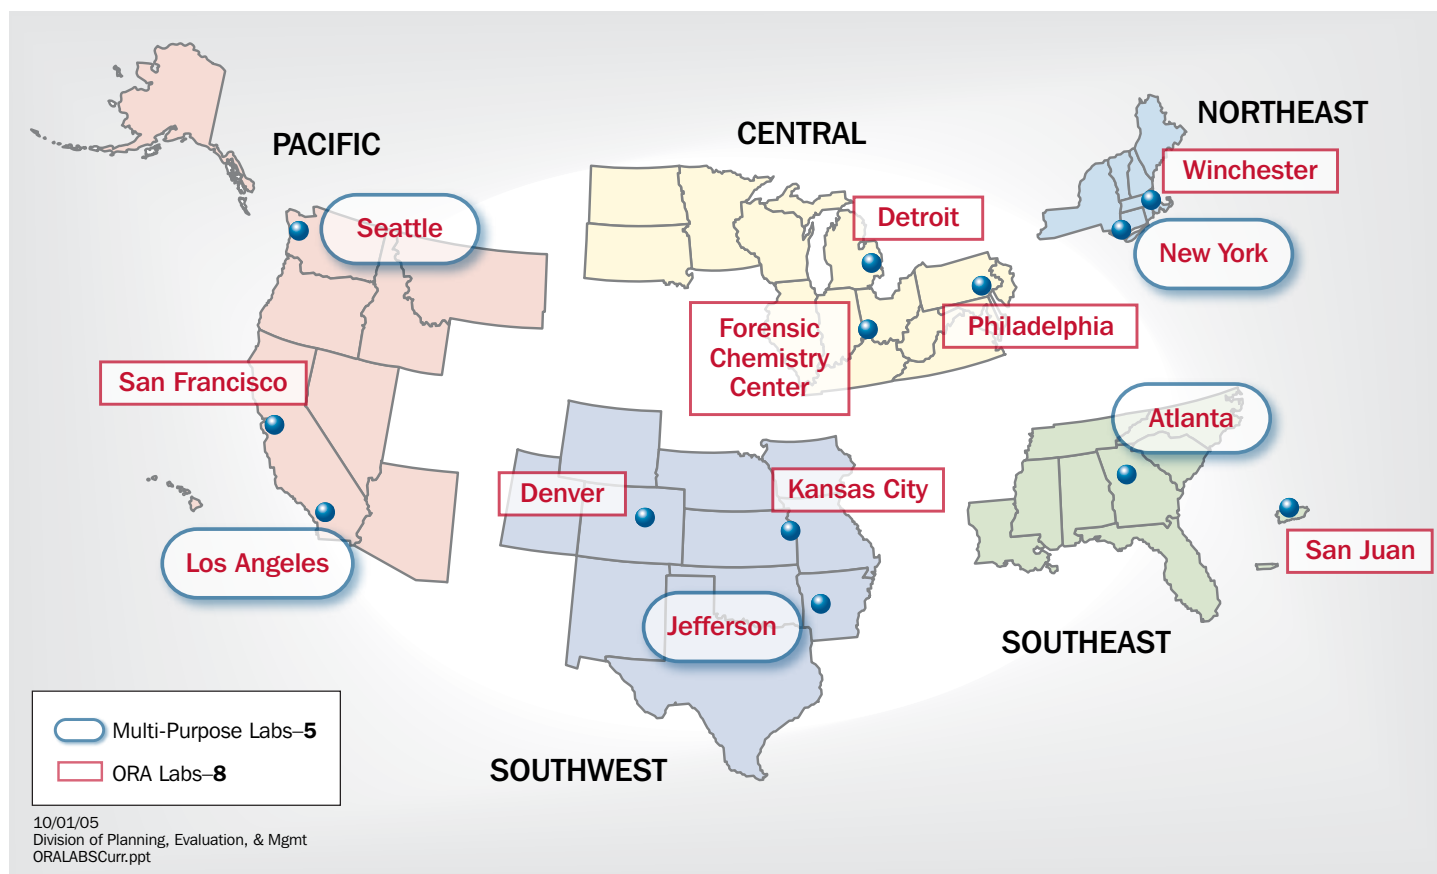 PACIFIC
CENTRAL
NORTHEAST
Winchester
Seattle
Detroit
New York
Forensic
Chemistry
Center
Philadelphia
San Francisco
Atlanta
Denver
Kansas City
Los Angeles
San Juan
Jefferson
SOUTHEAST
SOUTHWEST
Multi-Purpose Labs–5
ORA Labs–8
10/01/05
Division of Planning, Evaluation, & Mgmt
ORALABSCurr.ppt